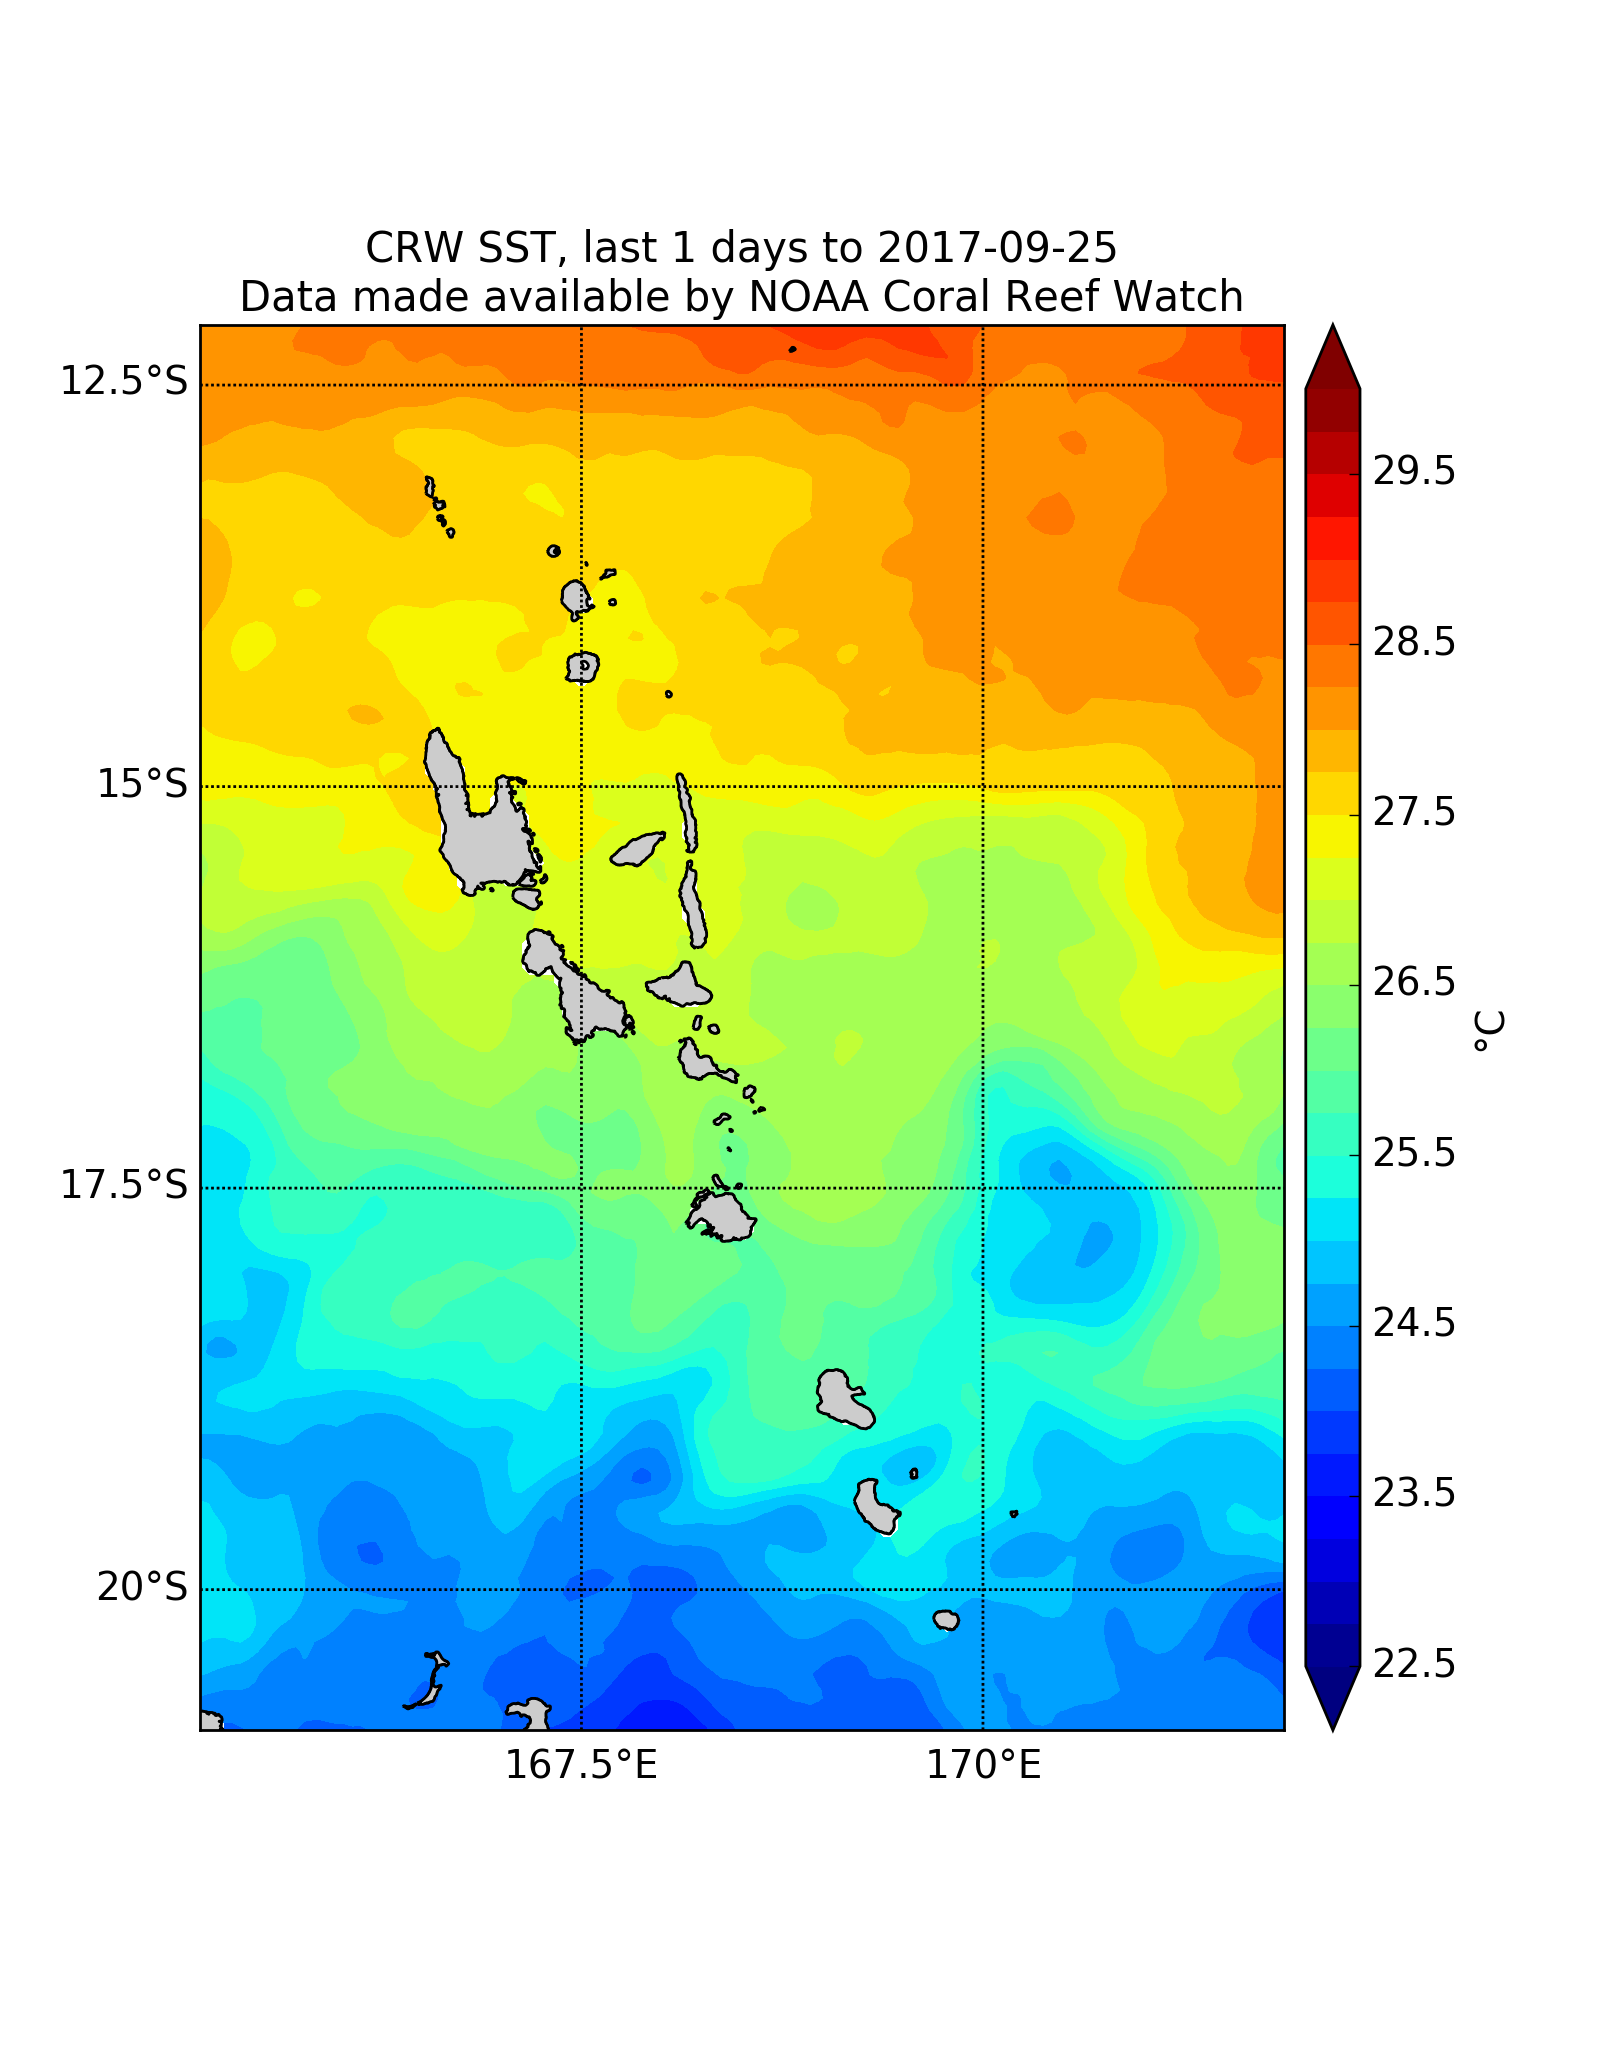 CRW SST, last 1 days to 2017-09-25
Data made available by NOAA Coral Reef Watch
12.5°S
15°S
17.5°S
20°S
167.5°E
170°E
29.5
28.5
27.5
26.5
25.5
24.5
23.5
22.5
°C